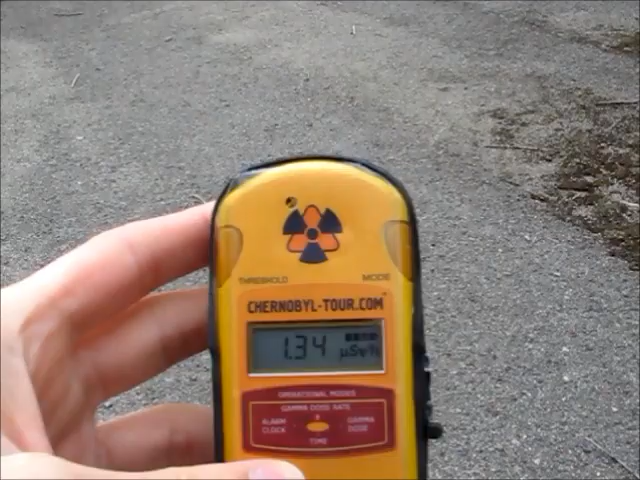 THRESHOLD MODE
CHERNOBYL-TOUR.COM
1.34 µSv/h
OPERATIONAL MODES
GAMMA DOSE RATE
ALARM CLOCK
GAMMA DOSE
TIME